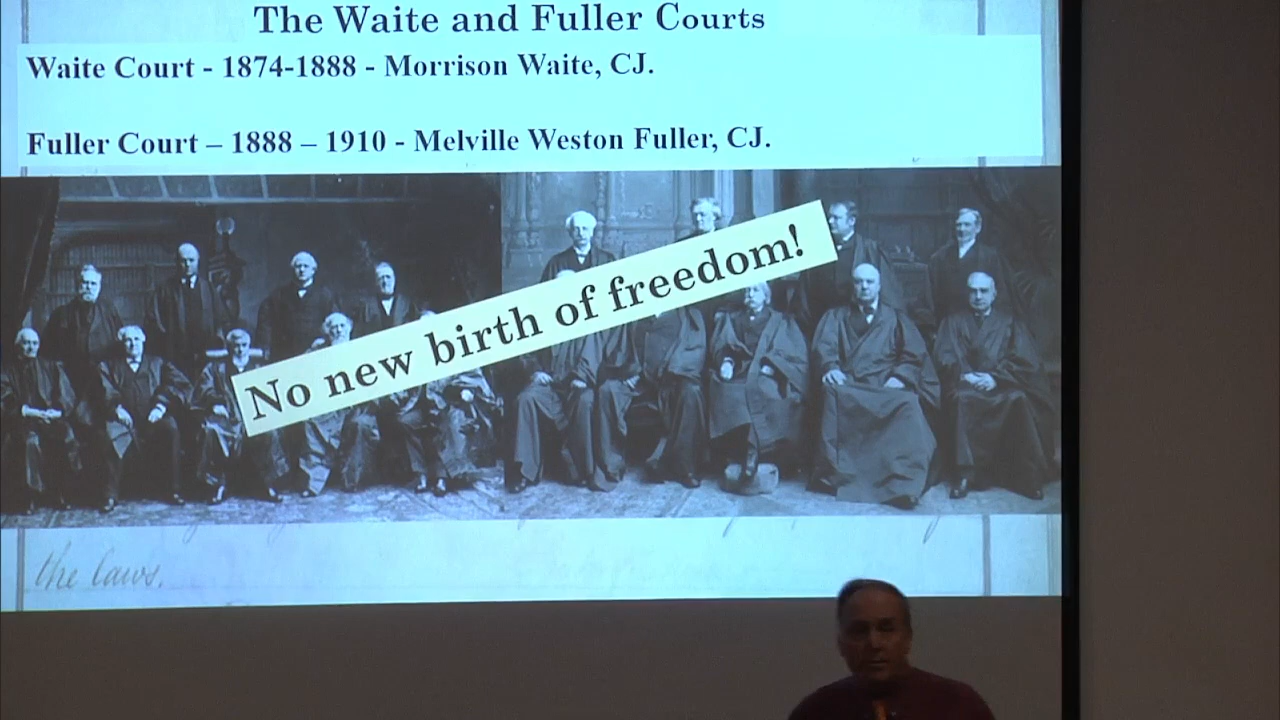 The Waite and Fuller Courts
Waite Court - 1874-1888 - Morrison Waite, CJ.
Fuller Court – 1888 – 1910 - Melville Weston Fuller, CJ.
No new birth of freedom!
the laws.